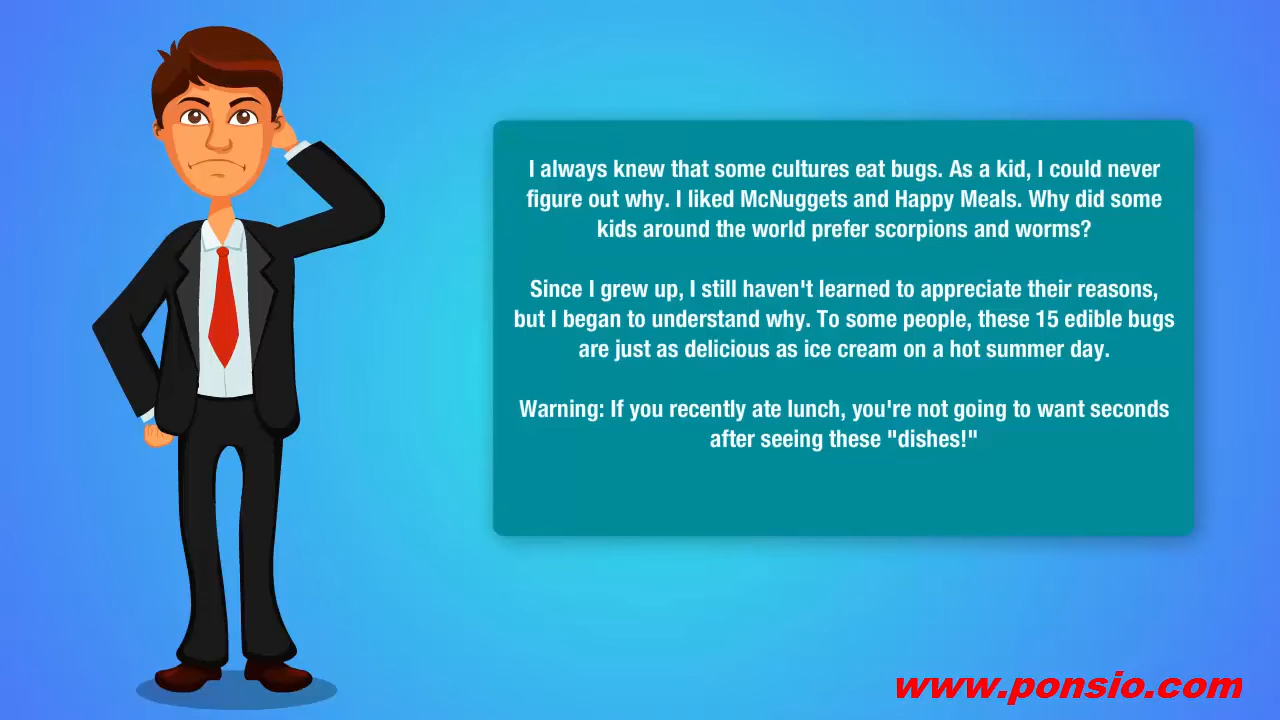 I always knew that some cultures eat bugs. As a kid, I could never
figure out why. I liked McNuggets and Happy Meals. Why did some
kids around the world prefer scorpions and worms?
Since I grew up, I still haven't learned to appreciate their reasons,
but I began to understand why. To some people, these 15 edible bugs
are just as delicious as ice cream on a hot summer day.
Warning: If you recently ate lunch, you're not going to want seconds
after seeing these "dishes!"
www.ponsio.com